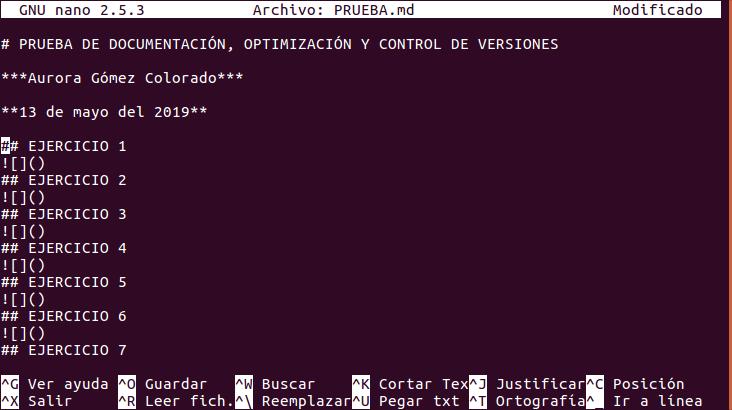 GNU nano 2.5.3 Archivo: PRUEBA.md Modificado
# PRUEBA DE DOCUMENTACIÓN, OPTIMIZACIÓN Y CONTROL DE VERSIONES
***Aurora Gómez Colorado***
**13 de mayo del 2019**
## EJERCICIO 1
![]()
## EJERCICIO 2
![]()
## EJERCICIO 3
![]()
## EJERCICIO 4
![]()
## EJERCICIO 5
![]()
## EJERCICIO 6
![]()
## EJERCICIO 7
^G Ver ayuda ^O Guardar ^W Buscar ^K Cortar Tex^J Justificar^C Posición
^X Salir ^R Leer fich.^\ Reemplazar^U Pegar txt ^T Ortografía^_ Ir a línea